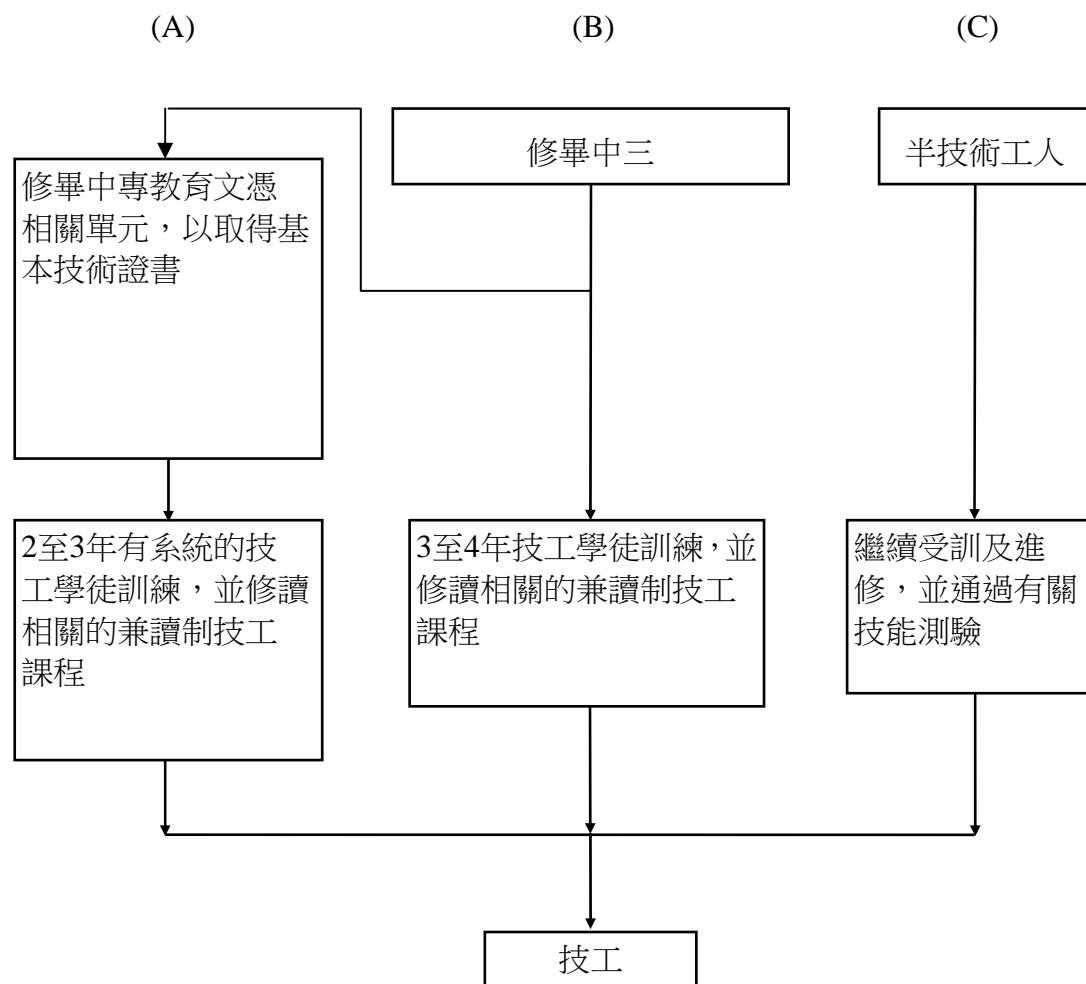 (A) (B) (C)
修畢中三
半技術工人
修畢中專教育文憑
相關單元，以取得基
本技術證書
2至3年有系統的技
工學徒訓練，並修讀
相關的兼讀制技工
課程
3至4年技工學徒訓練，並
修讀相關的兼讀制技工
課程
繼續受訓及進
修，並通過有關
技能測驗
技工